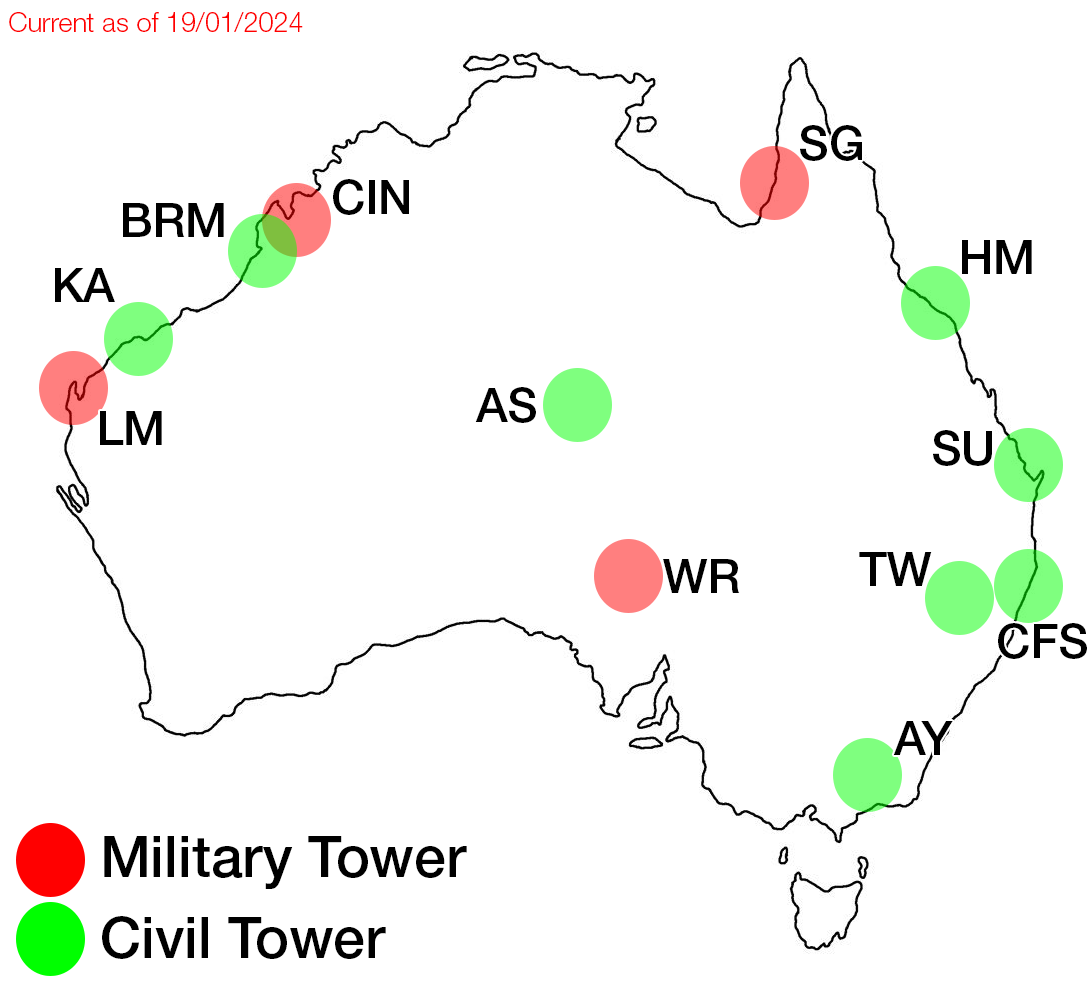 Current as of 19/01/2024
SG
CIN
BRM
HM
KA
AS
LM
SU
WR
TW
CFS
AY
Military Tower
Civil Tower